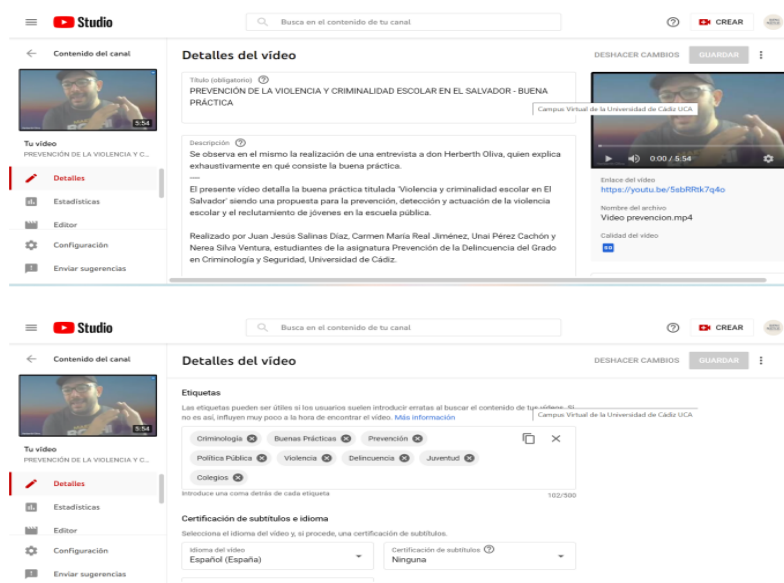 Studio
Busca en el contenido de tu canal
CREAR
Contenido del canal
Detalles del vídeo
DESHACER CAMBIOS
GUARDAR
Título (obligatorio)
PREVENCIÓN DE LA VIOLENCIA Y CRIMINALIDAD ESCOLAR EN EL SALVADOR - BUENA
PRÁCTICA
Campus Virtual de la Universidad de Cádiz UCA
5:54
Tu vídeo
PREVENCIÓN DE LA VIOLENCIA Y C...
Detalles
Estadísticas
Editor
Configuración
Enviar sugerencias
Descripción
Se observa en el mismo la realización de una entrevista a don Herberth Oliva, quien explica
exhaustivamente en qué consiste la buena práctica.
----
El presente vídeo detalla la buena práctica titulada 'Violencia y criminalidad escolar en El
Salvador' siendo una propuesta para la prevención, detección y actuación de la violencia
escolar y el reclutamiento de jóvenes en la escuela pública.
Realizado por Juan Jesús Salinas Díaz, Carmen María Real Jiménez, Unai Pérez Cachón y
Nerea Silva Ventura, estudiantes de la asignatura Prevención de la Delincuencia del Grado
en Criminología y Seguridad, Universidad de Cádiz.
0:00 / 5:54
Enlace del vídeo
https://youtu.be/5sbRRtk7q4o
Nombre del archivo
Video prevencion.mp4
Calidad del vídeo
Studio
Busca en el contenido de tu canal
CREAR
Contenido del canal
Detalles del vídeo
DESHACER CAMBIOS
GUARDAR
5:54
Tu vídeo
PREVENCIÓN DE LA VIOLENCIA Y C...
Detalles
Estadísticas
Editor
Configuración
Enviar sugerencias
Etiquetas
Las etiquetas pueden ser útiles si los usuarios suelen introducir erratas al buscar el contenido de tus vídeos. Si
no es así, influyen muy poco a la hora de encontrar el vídeo. Más información
Campus Virtual de la Universidad de Cádiz UCA
Criminología Buenas Prácticas Prevención
Política Pública Violencia Delincuencia Juventud
Colegios
Introduce una coma detrás de cada etiqueta
102/500
Certificación de subtítulos e idioma
Selecciona el idioma del vídeo y, si procede, una certificación de subtítulos.
Idioma del vídeo
Español (España)
Certificación de subtítulos
Ninguna